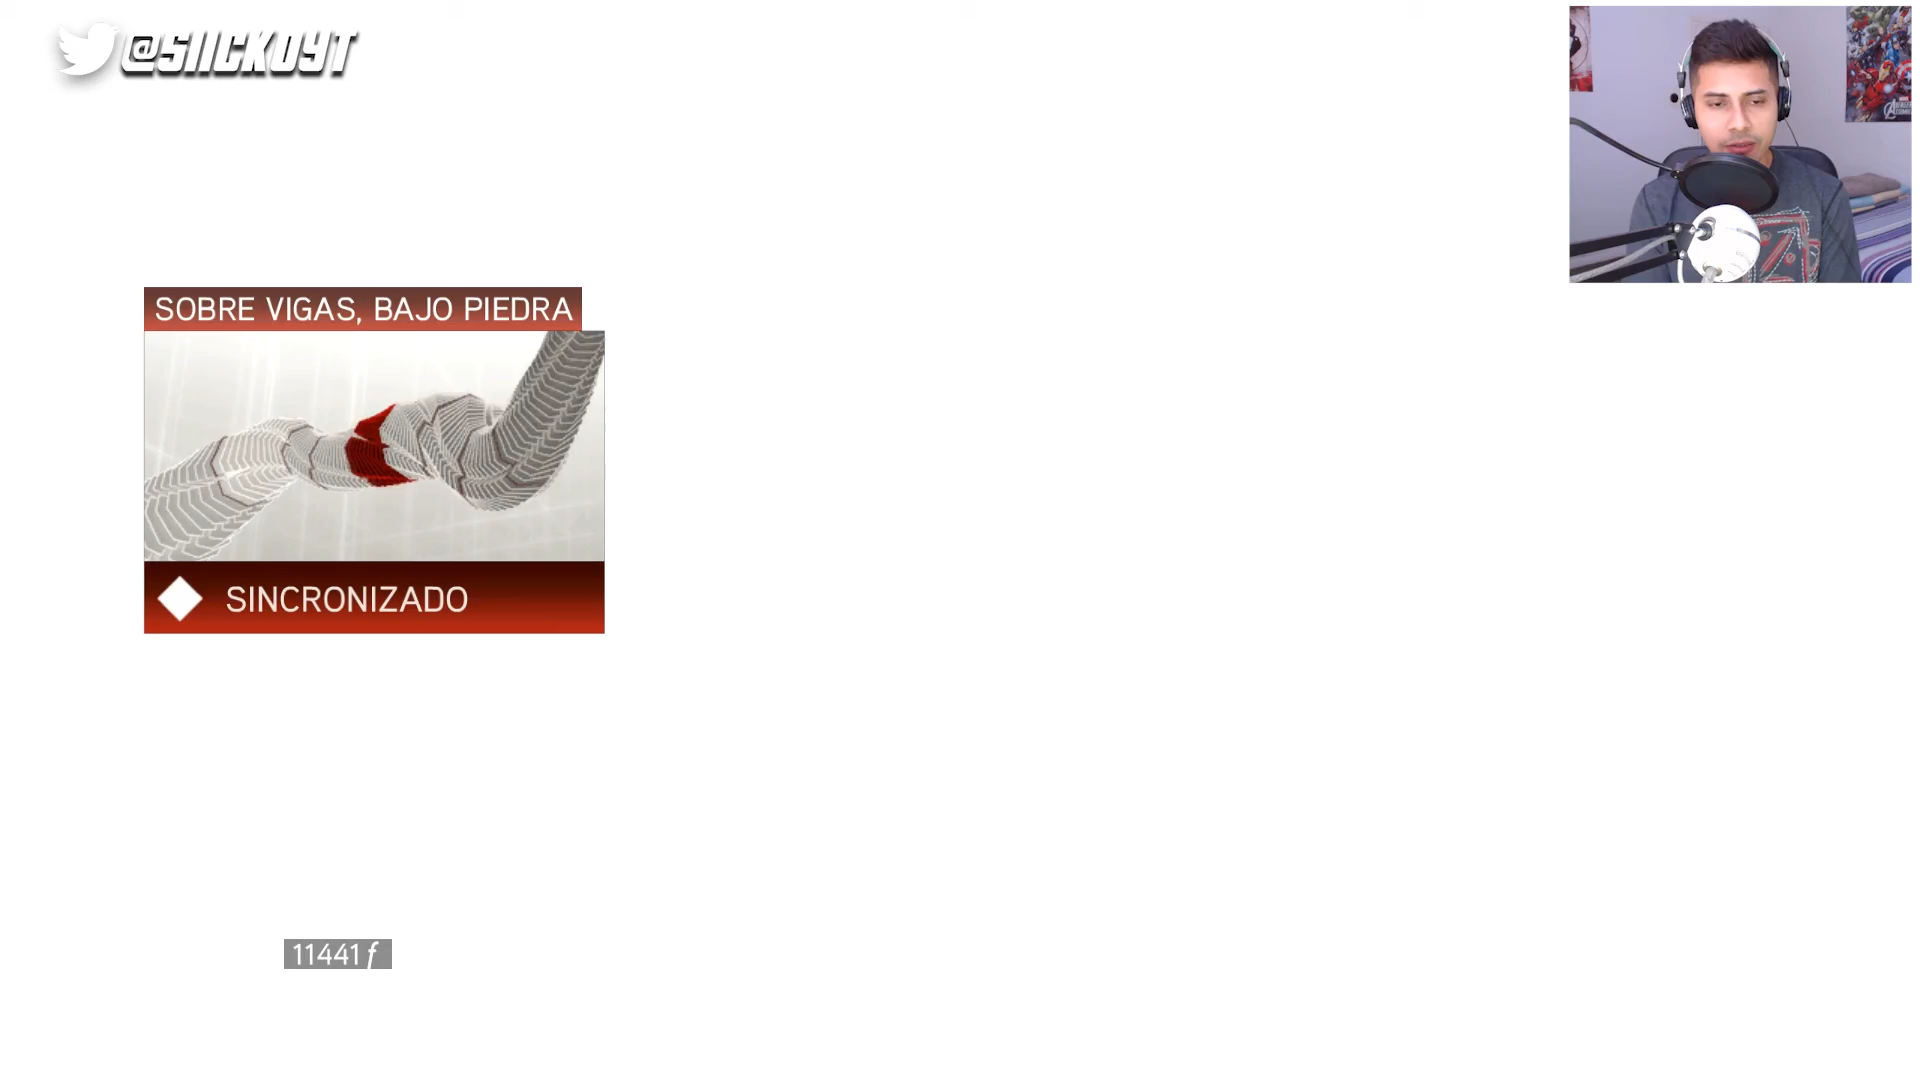 @SIICKOYT
SOBRE VIGAS, BAJO PIEDRA
SINCRONIZADO
11441 ƒ